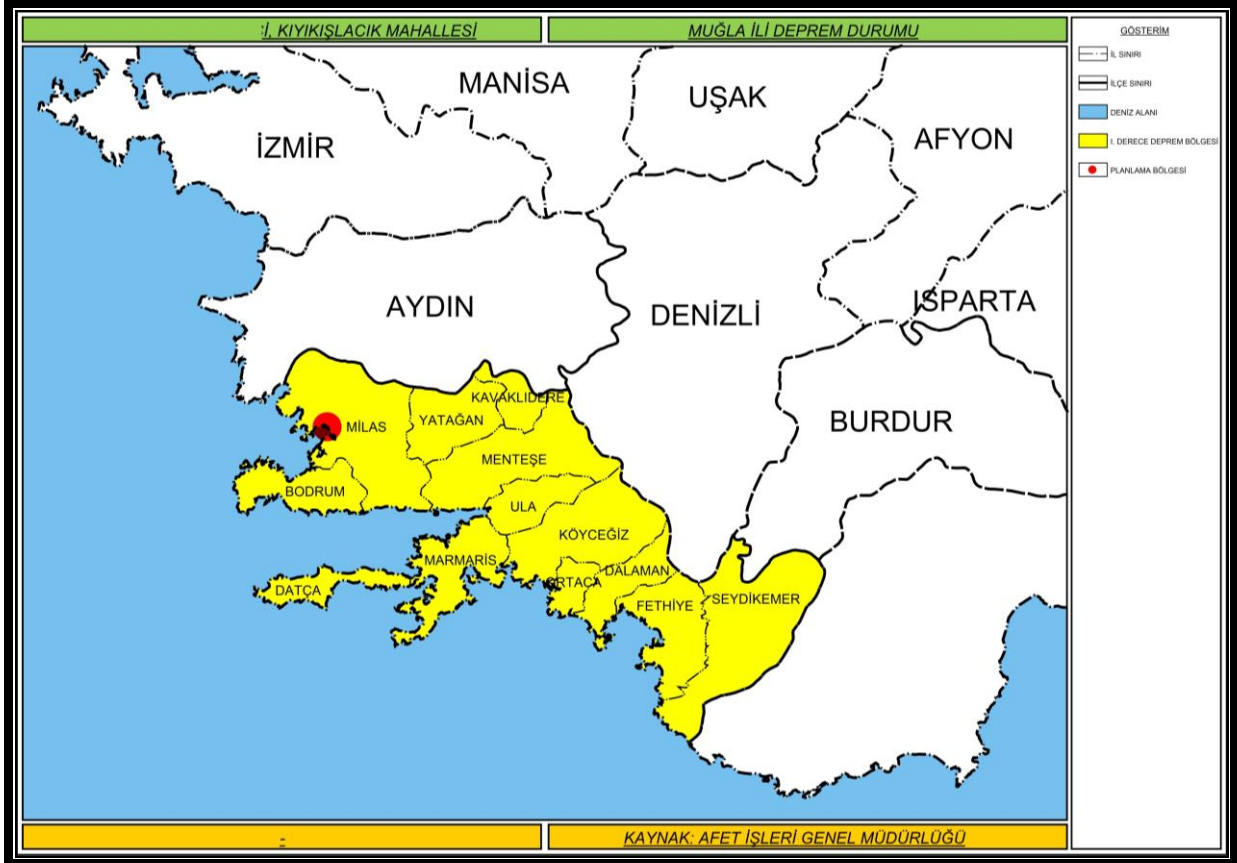 İ, KIYIKIŞLACIK MAHALLESİ
MUĞLA İLİ DEPREM DURUMU
GÖSTERİM
İL SINIRI
İLÇE SINIRI
DENİZ ALANI
I. DERECE DEPREM BÖLGESİ
PLANLAMA BÖLGESİ
MANİSA
UŞAK
AFYON
İZMİR
AYDIN
DENİZLİ
ISPARTA
BURDUR
KAVAKLIDERE
YATAĞAN
MİLAS
MENTEŞE
BODRUM
ULA
KÖYCEĞİZ
MARMARİS
DALAMAN
ORTACA
DATÇA
FETHİYE
SEYDİKEMER
-
KAYNAK: AFET İŞLERİ GENEL MÜDÜRLÜĞÜ